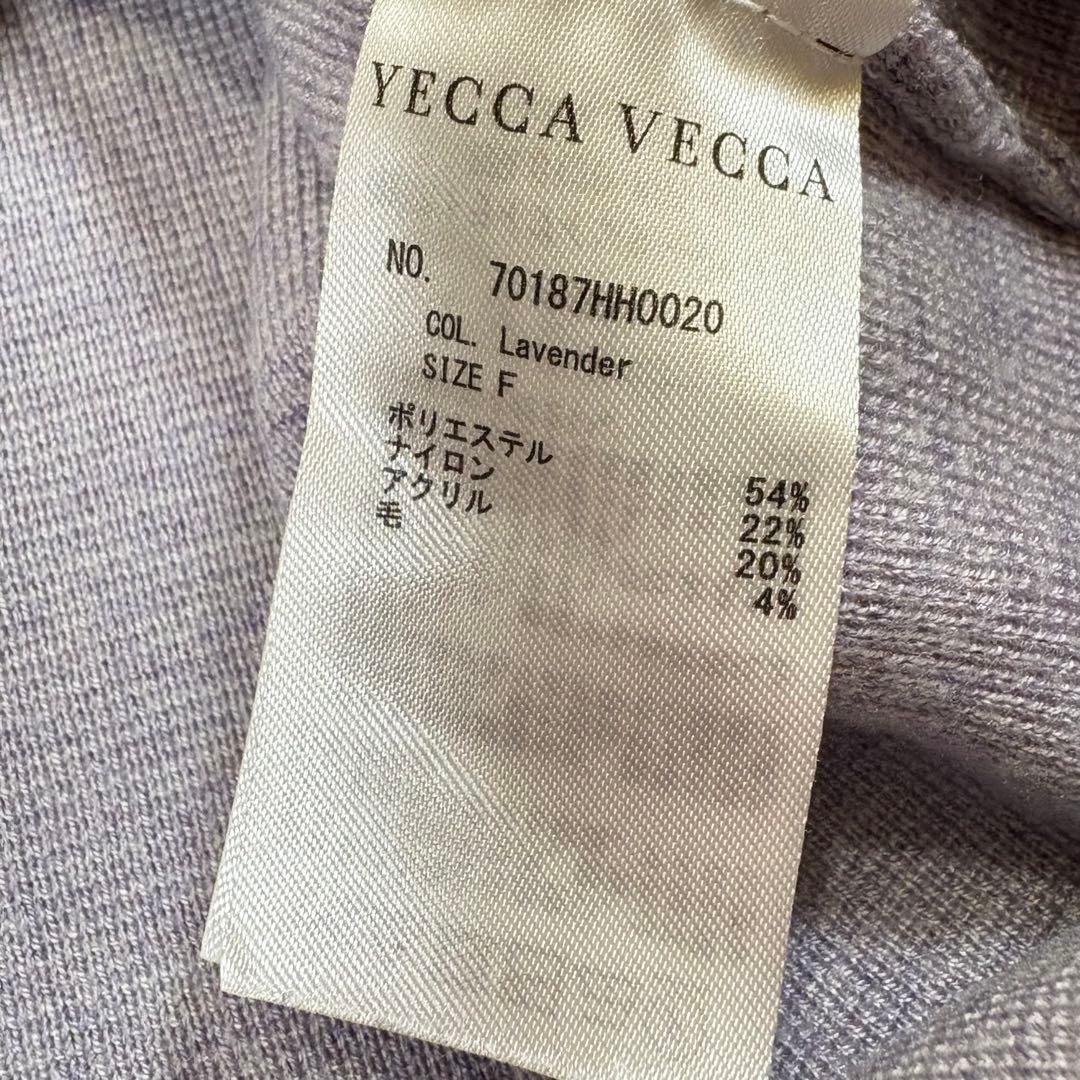 YECCA VECCA
NO. 70187HH0020
COL. Lavender
SIZE F
ポリエステル 54%
ナイロン 22%
アクリル 20%
毛 4%